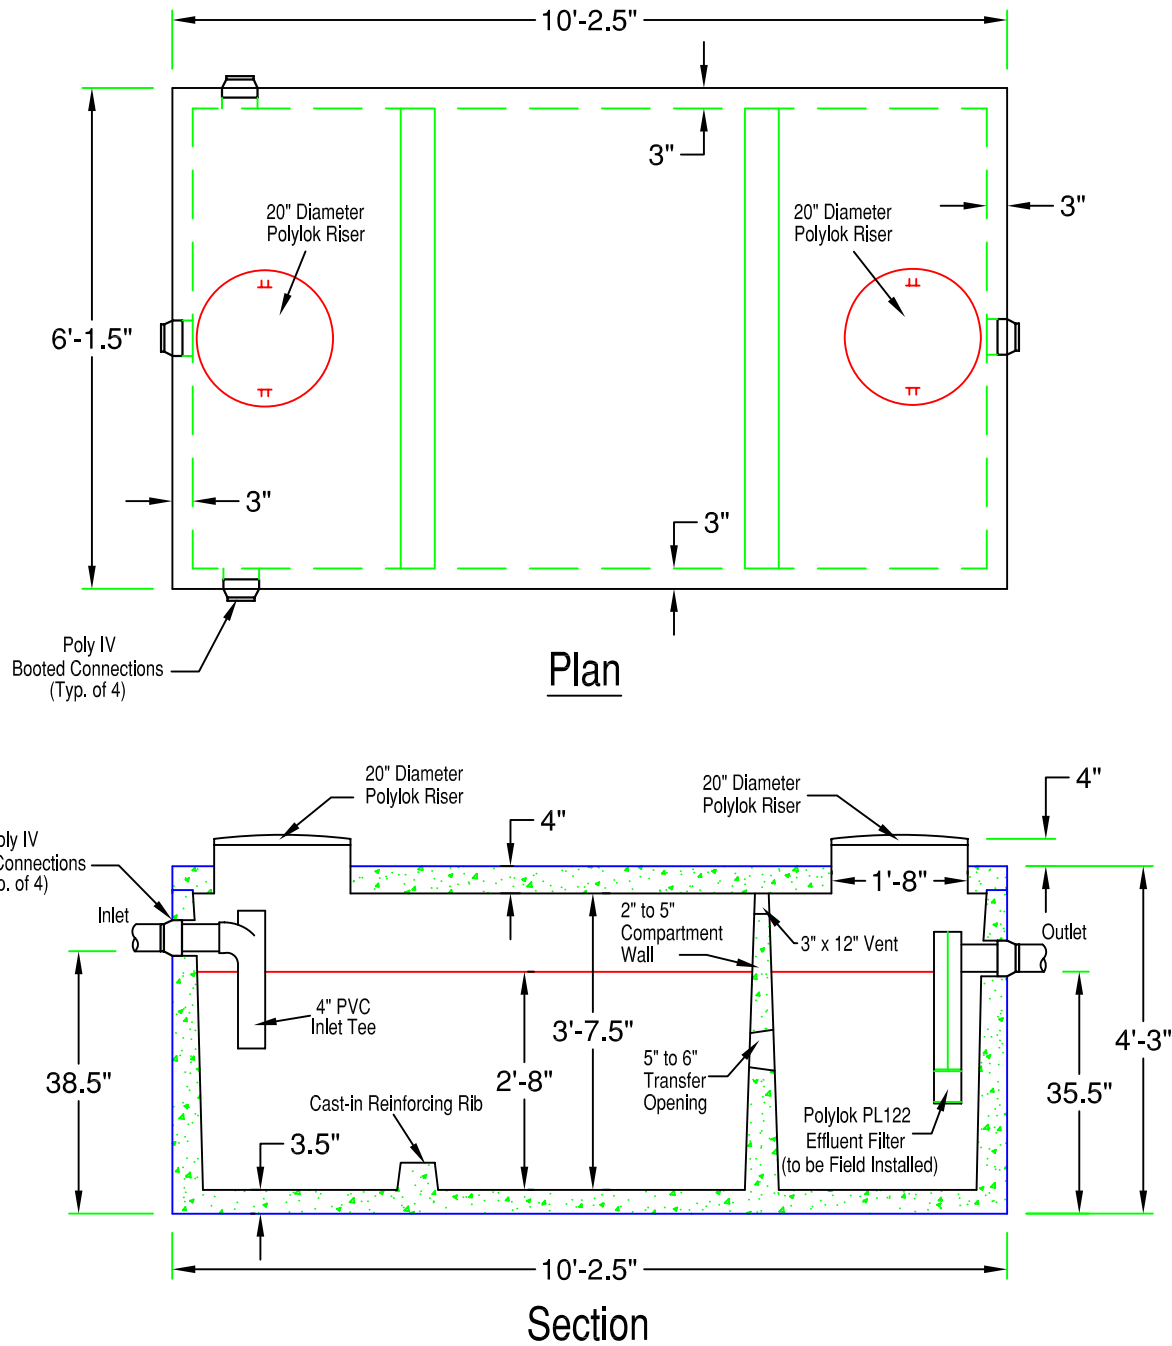 10'-2.5"
3"
3"
20" Diameter
Polylok Riser
20" Diameter
Polylok Riser
6'-1.5"
3"
3"
Poly IV
Booted Connections
(Typ. of 4)
Plan
20" Diameter
Polylok Riser
20" Diameter
Polylok Riser
4"
4"
oly IV
Connections
p. of 4)
1'-8"
Inlet
2" to 5"
Compartment
Wall
3" x 12" Vent
Outlet
4" PVC
Inlet Tee
3'-7.5"
4'-3"
5" to 6"
Transfer
Opening
38.5"
2'-8"
35.5"
Cast-in Reinforcing Rib
Polylok PL122
Effluent Filter
(to be Field Installed)
3.5"
10'-2.5"
Section